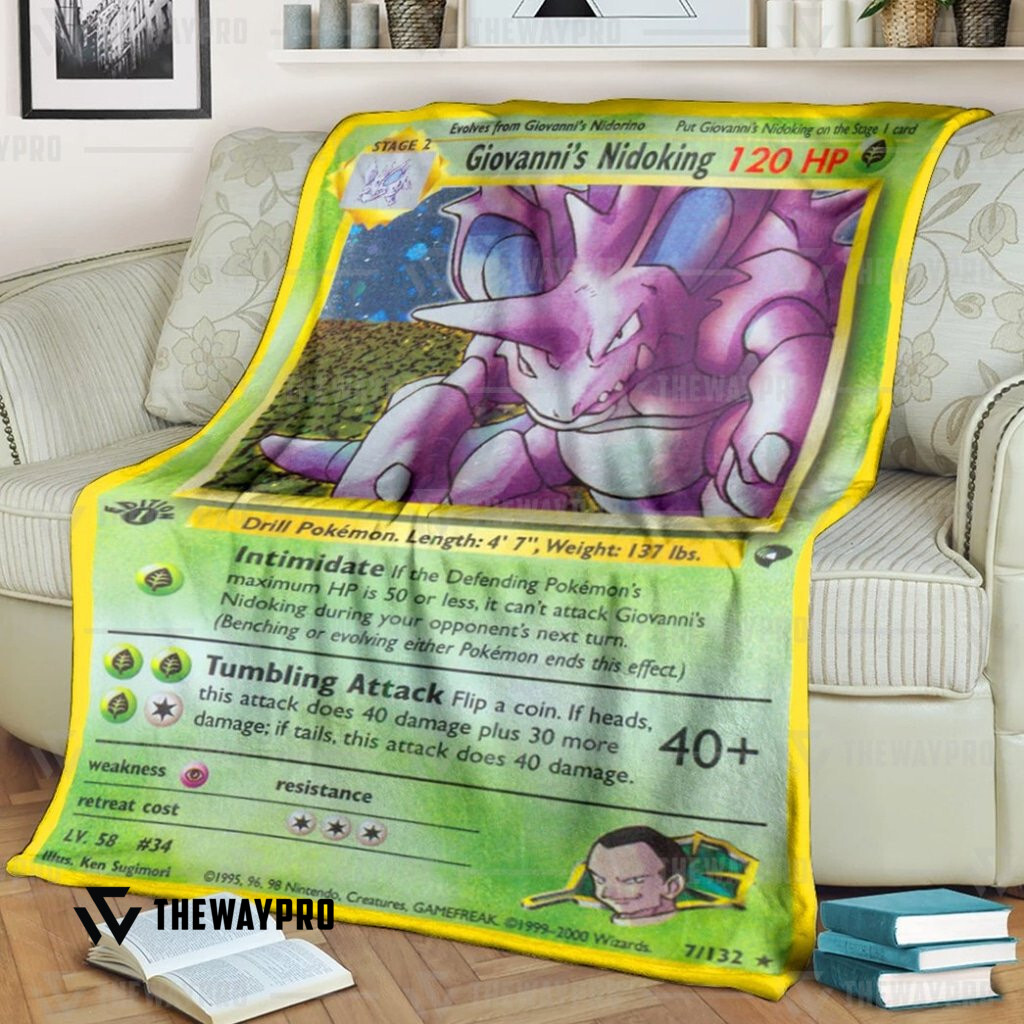 THEWAYPRO
Evolves from Giovanni's Nidorino Put Giovanni's Nidoking on the Stage 1 card
STAGE 2
Giovanni's Nidoking 120 HP
EDITION
1
Drill Pokémon. Length: 4' 7", Weight: 137 lbs.
Intimidate If the Defending Pokémon's
maximum HP is 50 or less, it can't attack Giovanni's
Nidoking during your opponent's next turn.
(Benching or evolving either Pokémon ends this effect.)
Tumbling Attack Flip a coin. If heads,
this attack does 40 damage plus 30 more
damage; if tails, this attack does 40 damage.
40+
weakness
resistance
retreat cost
LV. 58 #34
Illus. Ken Sugimori
©1995, 96, 98 Nintendo, Creatures, GAMEFREAK. ©1999-2000 Wizards.
7/132 ★
THEWAYPRO